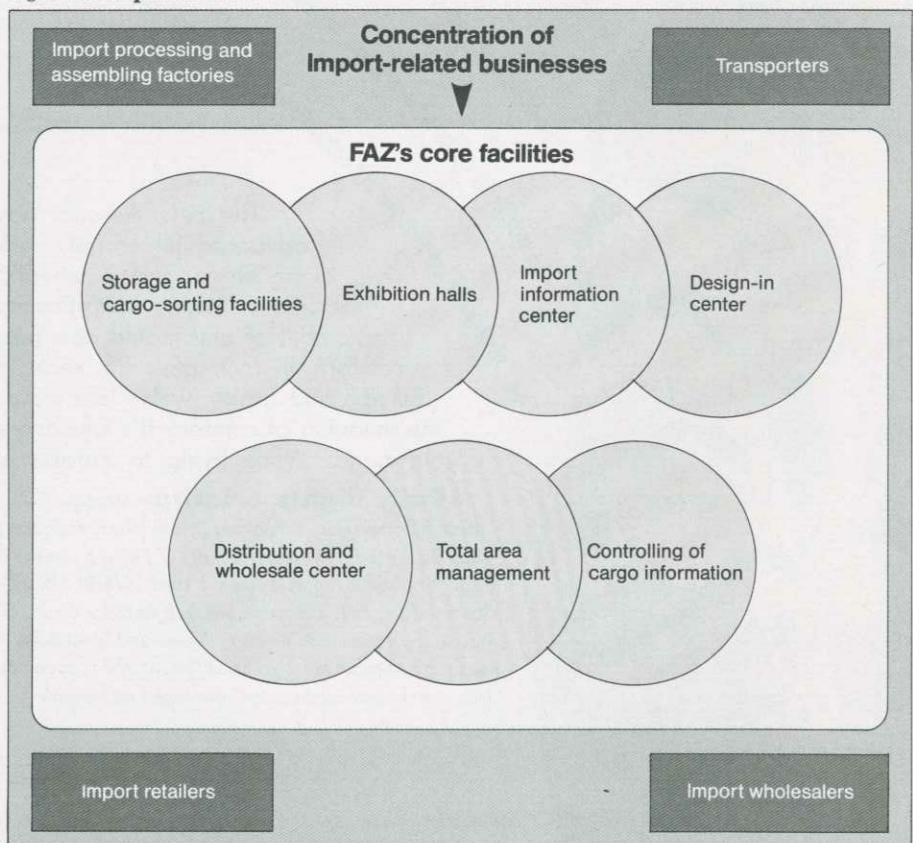 Import processing and
assembling factories
Concentration of
Import-related businesses
Transporters
FAZ's core facilities
Storage and
cargo-sorting facilities
Exhibition halls
Import
information
center
Design-in
center
Distribution and
wholesale center
Total area
management
Controlling of
cargo information
Import retailers
Import wholesalers